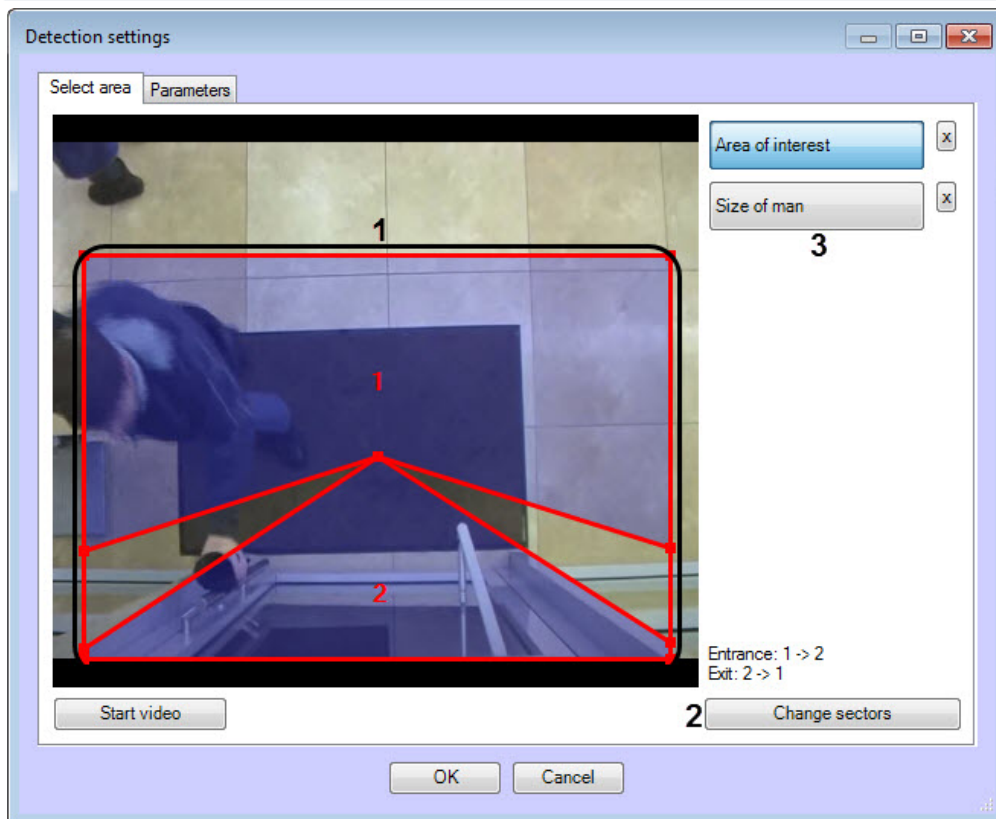 Detection settings
Select area
Parameters
Area of interest
x
Size of man
x
3
1
1
2
Entrance: 1 -> 2
Exit: 2 -> 1
Start video
2
Change sectors
OK
Cancel